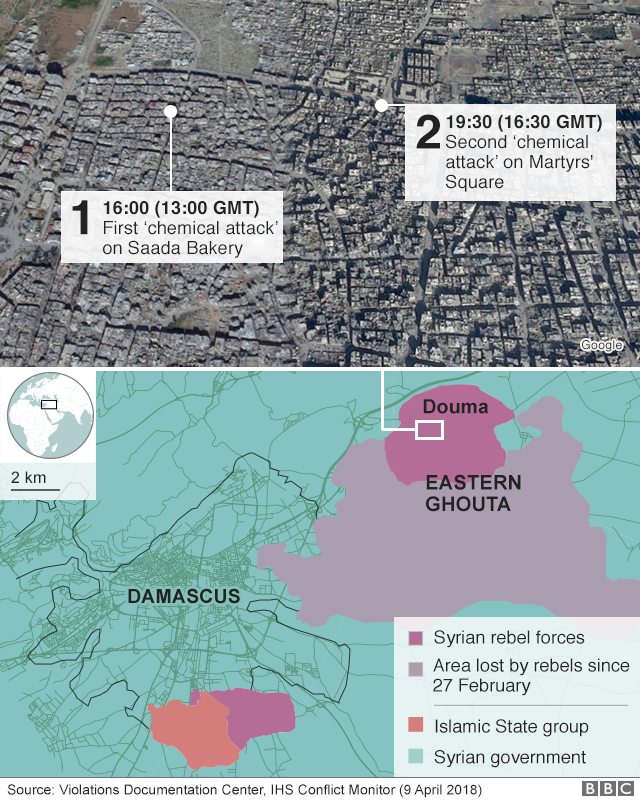 1
16:00 (13:00 GMT)
First ‘chemical attack’
on Saada Bakery
2
19:30 (16:30 GMT)
Second ‘chemical
attack’ on Martyrs'
Square
Google
2 km
Douma
EASTERN
GHOUTA
DAMASCUS
Syrian rebel forces
Area lost by rebels since
27 February
Islamic State group
Syrian government
Source: Violations Documentation Center, IHS Conflict Monitor (9 April 2018)
BBC